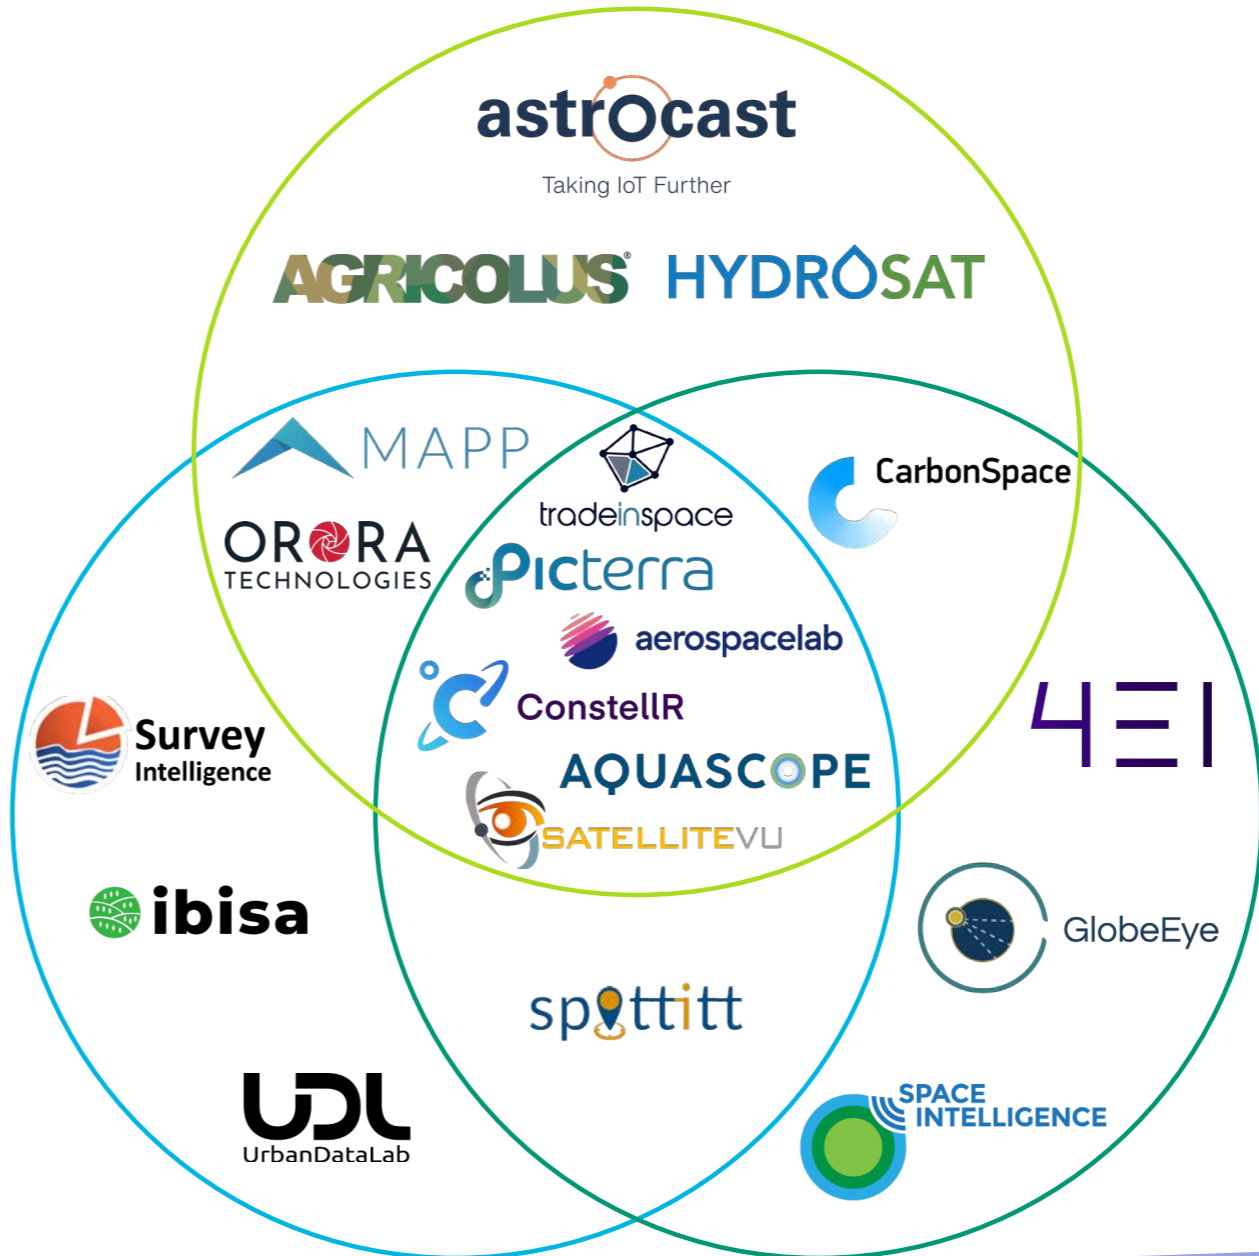 astrocast
Taking IoT Further
AGRICOLUS®
HYDROSAT
MAPP
tradeinspace
CarbonSpace
ORORA
TECHNOLOGIES
Picterra
aerospacelab
ConstellR
Survey
Intelligence
4EI
AQUASCOPE
SATELLITEVU
ibisa
GlobeEye
spottitt
UDL
UrbanDataLab
SPACE
INTELLIGENCE